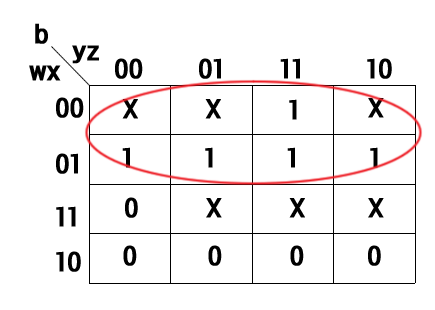 b
yz
wx
00 01 11 10
00 X X 1 X
01 1 1 1 1
11 0 X X X
10 0 0 0 0